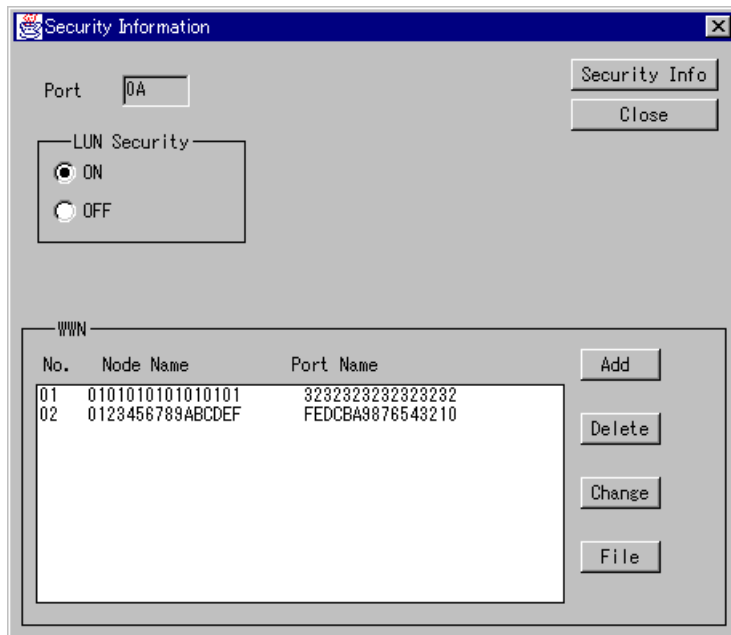 Security Information
Port 0A
Security Info
Close
LUN Security
ON
OFF
WWN
No. Node Name Port Name
01 0101010101010101 3232323232323232
02 0123456789ABCDEF FEDCBA9876543210
Add
Delete
Change
File